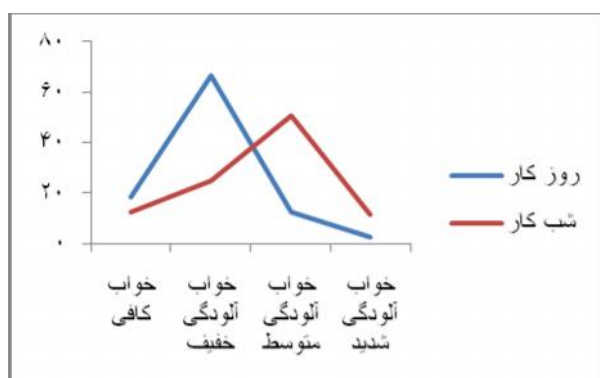 ۸۰
۶۰
۴۰
۲۰
۰
خواب
کافی
خواب
آلودگی
خفیف
خواب
آلودگی
متوسط
خواب
آلودگی
شدید
روز کار
شب کار